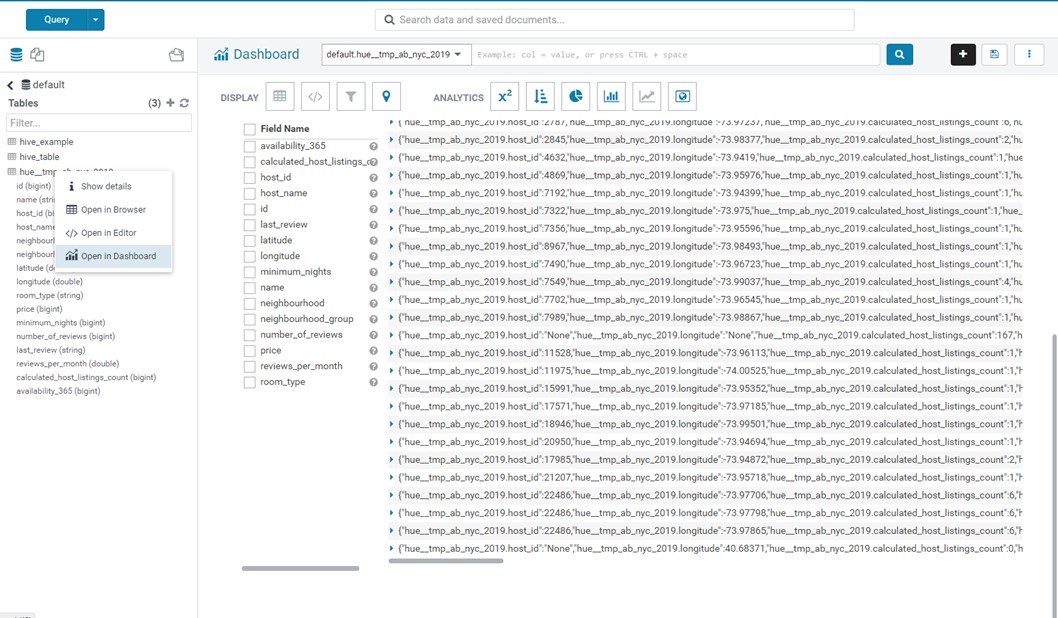 Query
Search data and saved documents...
default
Tables
(3)
Filter...
hive_example
hive_table
hue__tmp_ab_nyc_2019
id (bigint)
name (stri
host_id (bi
host_name
neighbourh
neighbourh
latitude (do
longitude (double)
room_type (string)
price (bigint)
minimum_nights (bigint)
number_of_reviews (bigint)
last_review (string)
reviews_per_month (double)
calculated_host_listings_count (bigint)
availability_365 (bigint)
Show details
Open in Browser
</> Open in Editor
Open in Dashboard
Dashboard
default.hue__tmp_ab_nyc_2019
Example: col = value, or press CTRL + space
DISPLAY
</>
ANALYTICS
x²
Field Name
availability_365
calculated_host_listings_c
host_id
host_name
id
last_review
latitude
longitude
minimum_nights
name
neighbourhood
neighbourhood_group
number_of_reviews
price
reviews_per_month
room_type
{"hue__tmp_ab_nyc_2019.host_id":2787,"hue__tmp_ab_nyc_2019.longitude":-73.97237,"hue__tmp_ab_nyc_2019.calculated_host_listings_count":6,"h
{"hue__tmp_ab_nyc_2019.host_id":2845,"hue__tmp_ab_nyc_2019.longitude":-73.98377,"hue__tmp_ab_nyc_2019.calculated_host_listings_count":2,"hu
{"hue__tmp_ab_nyc_2019.host_id":4632,"hue__tmp_ab_nyc_2019.longitude":-73.9419,"hue__tmp_ab_nyc_2019.calculated_host_listings_count":1,"hue
{"hue__tmp_ab_nyc_2019.host_id":4869,"hue__tmp_ab_nyc_2019.longitude":-73.95976,"hue__tmp_ab_nyc_2019.calculated_host_listings_count":1,"hu
{"hue__tmp_ab_nyc_2019.host_id":7192,"hue__tmp_ab_nyc_2019.longitude":-73.94399,"hue__tmp_ab_nyc_2019.calculated_host_listings_count":1,"hu
{"hue__tmp_ab_nyc_2019.host_id":7322,"hue__tmp_ab_nyc_2019.longitude":-73.975,"hue__tmp_ab_nyc_2019.calculated_host_listings_count":1,"hue_
{"hue__tmp_ab_nyc_2019.host_id":7356,"hue__tmp_ab_nyc_2019.longitude":-73.95596,"hue__tmp_ab_nyc_2019.calculated_host_listings_count":1,"hu
{"hue__tmp_ab_nyc_2019.host_id":8967,"hue__tmp_ab_nyc_2019.longitude":-73.98493,"hue__tmp_ab_nyc_2019.calculated_host_listings_count":1,"hu
{"hue__tmp_ab_nyc_2019.host_id":7490,"hue__tmp_ab_nyc_2019.longitude":-73.96723,"hue__tmp_ab_nyc_2019.calculated_host_listings_count":1,"hu
{"hue__tmp_ab_nyc_2019.host_id":7549,"hue__tmp_ab_nyc_2019.longitude":-73.99037,"hue__tmp_ab_nyc_2019.calculated_host_listings_count":4,"hu
{"hue__tmp_ab_nyc_2019.host_id":7702,"hue__tmp_ab_nyc_2019.longitude":-73.96545,"hue__tmp_ab_nyc_2019.calculated_host_listings_count":1,"hu
{"hue__tmp_ab_nyc_2019.host_id":7989,"hue__tmp_ab_nyc_2019.longitude":-73.98867,"hue__tmp_ab_nyc_2019.calculated_host_listings_count":1,"hu
{"hue__tmp_ab_nyc_2019.host_id":"None","hue__tmp_ab_nyc_2019.longitude":"None","hue__tmp_ab_nyc_2019.calculated_host_listings_count":167,"h
{"hue__tmp_ab_nyc_2019.host_id":11528,"hue__tmp_ab_nyc_2019.longitude":-73.96113,"hue__tmp_ab_nyc_2019.calculated_host_listings_count":1,"h
{"hue__tmp_ab_nyc_2019.host_id":11975,"hue__tmp_ab_nyc_2019.longitude":-74.00525,"hue__tmp_ab_nyc_2019.calculated_host_listings_count":1,"h
{"hue__tmp_ab_nyc_2019.host_id":15991,"hue__tmp_ab_nyc_2019.longitude":-73.95352,"hue__tmp_ab_nyc_2019.calculated_host_listings_count":1,"h
{"hue__tmp_ab_nyc_2019.host_id":17571,"hue__tmp_ab_nyc_2019.longitude":-73.97185,"hue__tmp_ab_nyc_2019.calculated_host_listings_count":1,"h
{"hue__tmp_ab_nyc_2019.host_id":18946,"hue__tmp_ab_nyc_2019.longitude":-73.99501,"hue__tmp_ab_nyc_2019.calculated_host_listings_count":1,"h
{"hue__tmp_ab_nyc_2019.host_id":20950,"hue__tmp_ab_nyc_2019.longitude":-73.94694,"hue__tmp_ab_nyc_2019.calculated_host_listings_count":1,"h
{"hue__tmp_ab_nyc_2019.host_id":17985,"hue__tmp_ab_nyc_2019.longitude":-73.94872,"hue__tmp_ab_nyc_2019.calculated_host_listings_count":2,"h
{"hue__tmp_ab_nyc_2019.host_id":21207,"hue__tmp_ab_nyc_2019.longitude":-73.95718,"hue__tmp_ab_nyc_2019.calculated_host_listings_count":1,"h
{"hue__tmp_ab_nyc_2019.host_id":22486,"hue__tmp_ab_nyc_2019.longitude":-73.97706,"hue__tmp_ab_nyc_2019.calculated_host_listings_count":6,"h
{"hue__tmp_ab_nyc_2019.host_id":22486,"hue__tmp_ab_nyc_2019.longitude":-73.97798,"hue__tmp_ab_nyc_2019.calculated_host_listings_count":6,"h
{"hue__tmp_ab_nyc_2019.host_id":22486,"hue__tmp_ab_nyc_2019.longitude":-73.97865,"hue__tmp_ab_nyc_2019.calculated_host_listings_count":6,"h
{"hue__tmp_ab_nyc_2019.host_id":"None","hue__tmp_ab_nyc_2019.longitude":40.68371,"hue__tmp_ab_nyc_2019.calculated_host_listings_count":0,"h